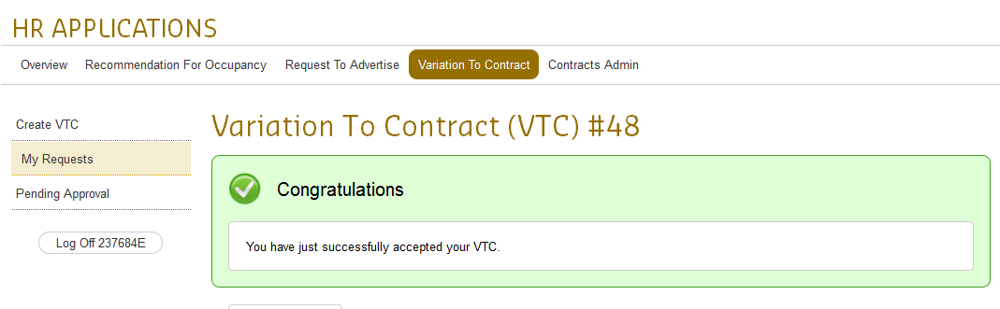 HR APPLICATIONS
Overview Recommendation For Occupancy Request To Advertise Variation To Contract Contracts Admin
Create VTC
My Requests
Pending Approval
Log Off 237684E
Variation To Contract (VTC) #48
Congratulations
You have just successfully accepted your VTC.